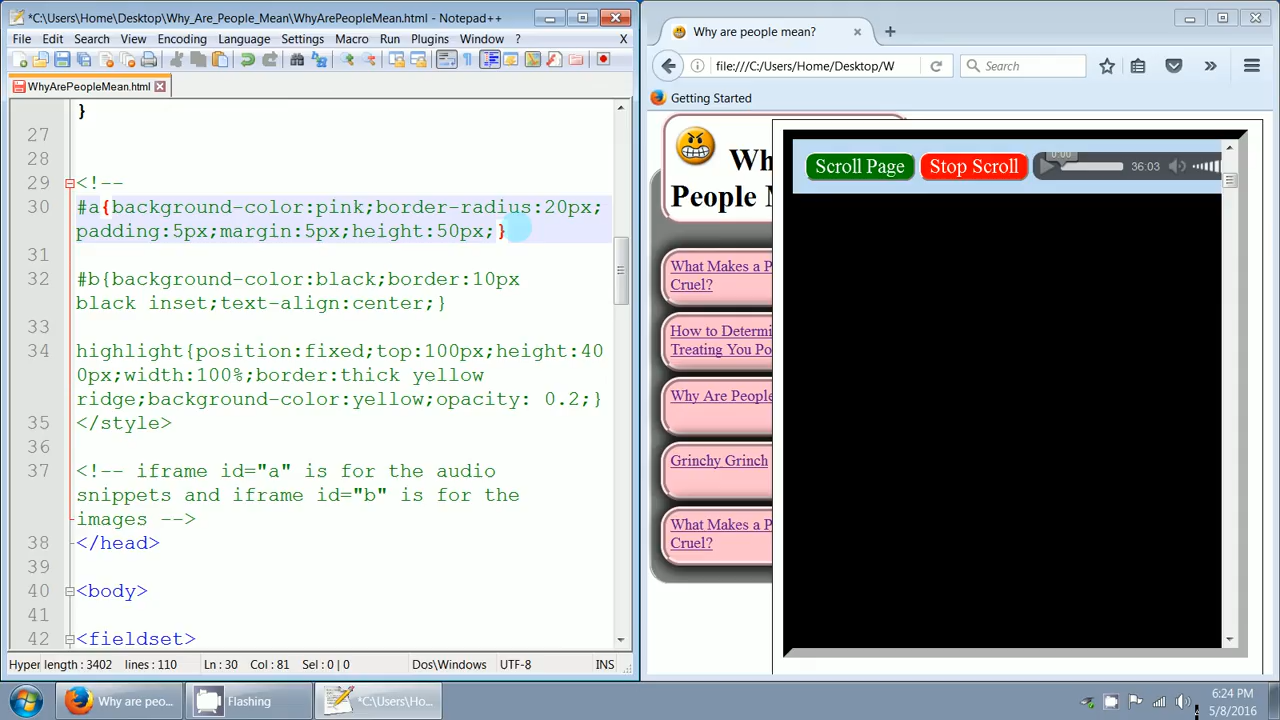 *C:\Users\Home\Desktop\Why_Are_People_Mean\WhyArePeopleMean.html - Notepad++
File Edit Search View Encoding Language Settings Macro Run Plugins Window ? X
WhyArePeopleMean.html
}
27
28
29 <!--
30 #a{background-color:pink;border-radius:20px;
padding:5px;margin:5px;height:50px;}
31
32 #b{background-color:black;border:10px
black inset;text-align:center;}
33
34 highlight{position:fixed;top:100px;height:40
0px;width:100%;border:thick yellow
ridge;background-color:yellow;opacity: 0.2;}
35 </style>
36
37 <!-- iframe id="a" is for the audio
snippets and iframe id="b" is for the
images -->
38 </head>
39
40 <body>
41
42 <fieldset>
Hyper length : 3402 lines : 110 Ln : 30 Col : 81 Sel : 0 | 0 Dos\Windows UTF-8 INS
Why are people mean?
file:///C:/Users/Home/Desktop/W
Search
Getting Started
Wh
People M
What Makes a P
Cruel?
How to Determi
Treating You Po
Why Are People
Grinchy Grinch
What Makes a P
Cruel?
Scroll Page Stop Scroll 0:00 36:03
Why are peo... Flashing *C:\Users\Ho...
6:24 PM
5/8/2016